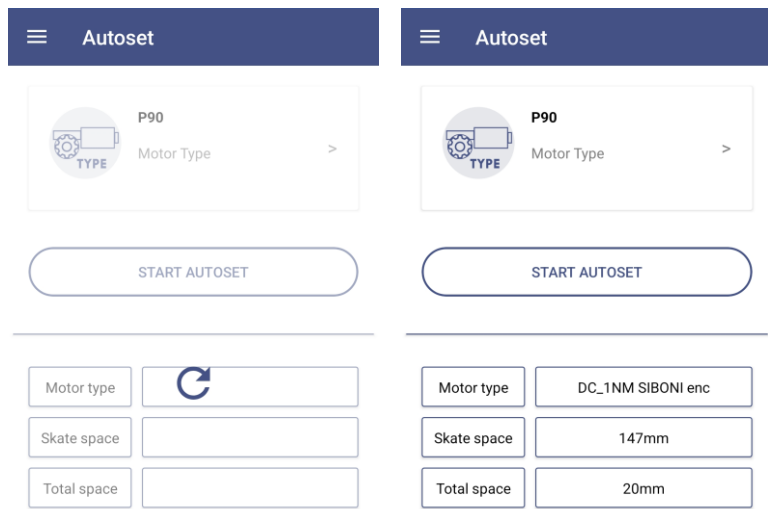 Autoset
P90
Motor Type
>
TYPE
START AUTOSET
Motor type
Skate space
Total space
Autoset
P90
Motor Type
>
TYPE
START AUTOSET
Motor type DC_1NM SIBONI enc
Skate space 147mm
Total space 20mm